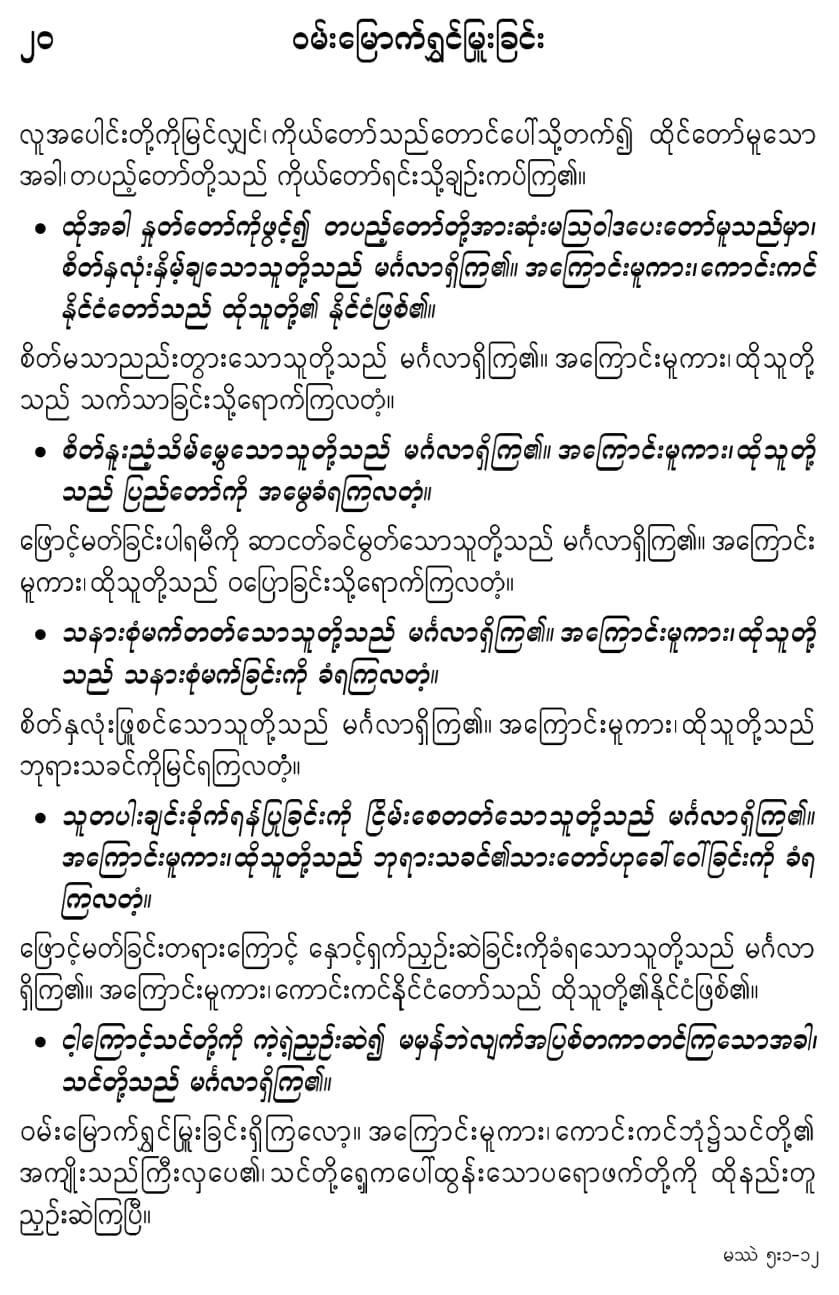 ၂၀ ဝမ်းမြောက်ရွှင်မြူးခြင်း
လူအပေါင်းတို့ကိုမြင်လျှင်၊ ကိုယ်တော်သည်တောင်ပေါ်သို့တက်၍ ထိုင်တော်မူသော
အခါ၊ တပည့်တော်တို့သည် ကိုယ်တော်ရင်းသို့ချဉ်းကပ်ကြ၏။
• ထိုအခါ နှုတ်တော်ကိုဖွင့်၍ တပည့်တော်တို့အားဆုံးမသြဝါဒပေးတော်မူသည်မှာ၊
စိတ်နှလုံးနှိမ့်ချသောသူတို့သည် မင်္ဂလာရှိကြ၏။ အကြောင်းမူကား၊ ကောင်းကင်
နိုင်ငံတော်သည် ထိုသူတို့၏ နိုင်ငံဖြစ်၏။
စိတ်မသာညည်းတွားသောသူတို့သည် မင်္ဂလာရှိကြ၏။ အကြောင်းမူကား၊ ထိုသူတို့
သည် သက်သာခြင်းသို့ရောက်ကြလတံ့။
• စိတ်နူးညံ့သိမ်မွေ့သောသူတို့သည် မင်္ဂလာရှိကြ၏။ အကြောင်းမူကား၊ ထိုသူတို့
သည် ပြည်တော်ကို အမွေခံရကြလတံ့။
ဖြောင့်မတ်ခြင်းပါရမီကို ဆာငတ်ခင်မွတ်သောသူတို့သည် မင်္ဂလာရှိကြ၏။ အကြောင်း
မူကား၊ ထိုသူတို့သည် ဝပြောခြင်းသို့ရောက်ကြလတံ့။
• သနားစုံမက်တတ်သောသူတို့သည် မင်္ဂလာရှိကြ၏။ အကြောင်းမူကား၊ ထိုသူတို့
သည် သနားစုံမက်ခြင်းကို ခံရကြလတံ့။
စိတ်နှလုံးဖြူစင်သောသူတို့သည် မင်္ဂလာရှိကြ၏။ အကြောင်းမူကား၊ ထိုသူတို့သည်
ဘုရားသခင်ကိုမြင်ရကြလတံ့။
• သူတပါးချင်းခိုက်ရန်ပြုခြင်းကို ငြိမ်းစေတတ်သောသူတို့သည် မင်္ဂလာရှိကြ၏။
အကြောင်းမူကား၊ ထိုသူတို့သည် ဘုရားသခင်၏သားတော်ဟုခေါ်ဝေါ်ခြင်းကို ခံရ
ကြလတံ့။
ဖြောင့်မတ်ခြင်းတရားကြောင့် နှောင့်ရှက်ညှဉ်းဆဲခြင်းကိုခံရသောသူတို့သည် မင်္ဂလာ
ရှိကြ၏။ အကြောင်းမူကား၊ ကောင်းကင်နိုင်ငံတော်သည် ထိုသူတို့၏နိုင်ငံဖြစ်၏။
• ငါ့ကြောင့်သင်တို့ကို ကဲ့ရဲ့ညှဉ်းဆဲ၍ မမှန်ဘဲလျက်အပြစ်တကာတင်ကြသောအခါ၊
သင်တို့သည် မင်္ဂလာရှိကြ၏။
ဝမ်းမြောက်ရွှင်မြူးခြင်းရှိကြလော့။ အကြောင်းမူကား၊ ကောင်းကင်ဘုံ၌သင်တို့၏
အကျိုးသည်ကြီးလှပေ၏၊ သင်တို့ရှေ့ကပေါ်ထွန်းသောပရောဖက်တို့ကို ထိုနည်းတူ
ညှဉ်းဆဲကြပြီ။
မဿဲ ၅း၁-၁၂